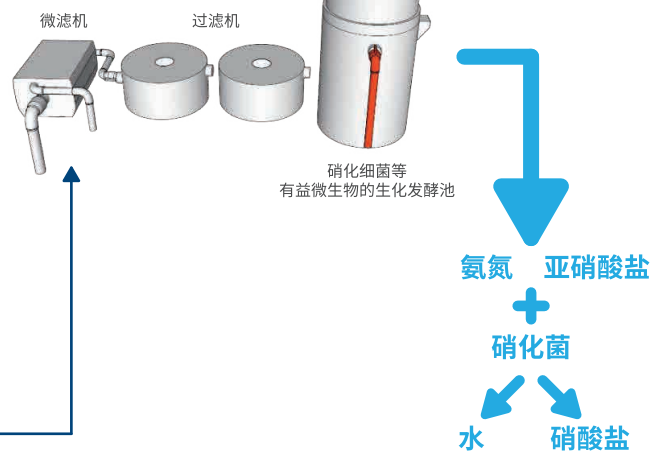 微滤机
过滤机
硝化细菌等
有益微生物的生化发酵池
氨氮 亚硝酸盐
硝化菌
水 硝酸盐